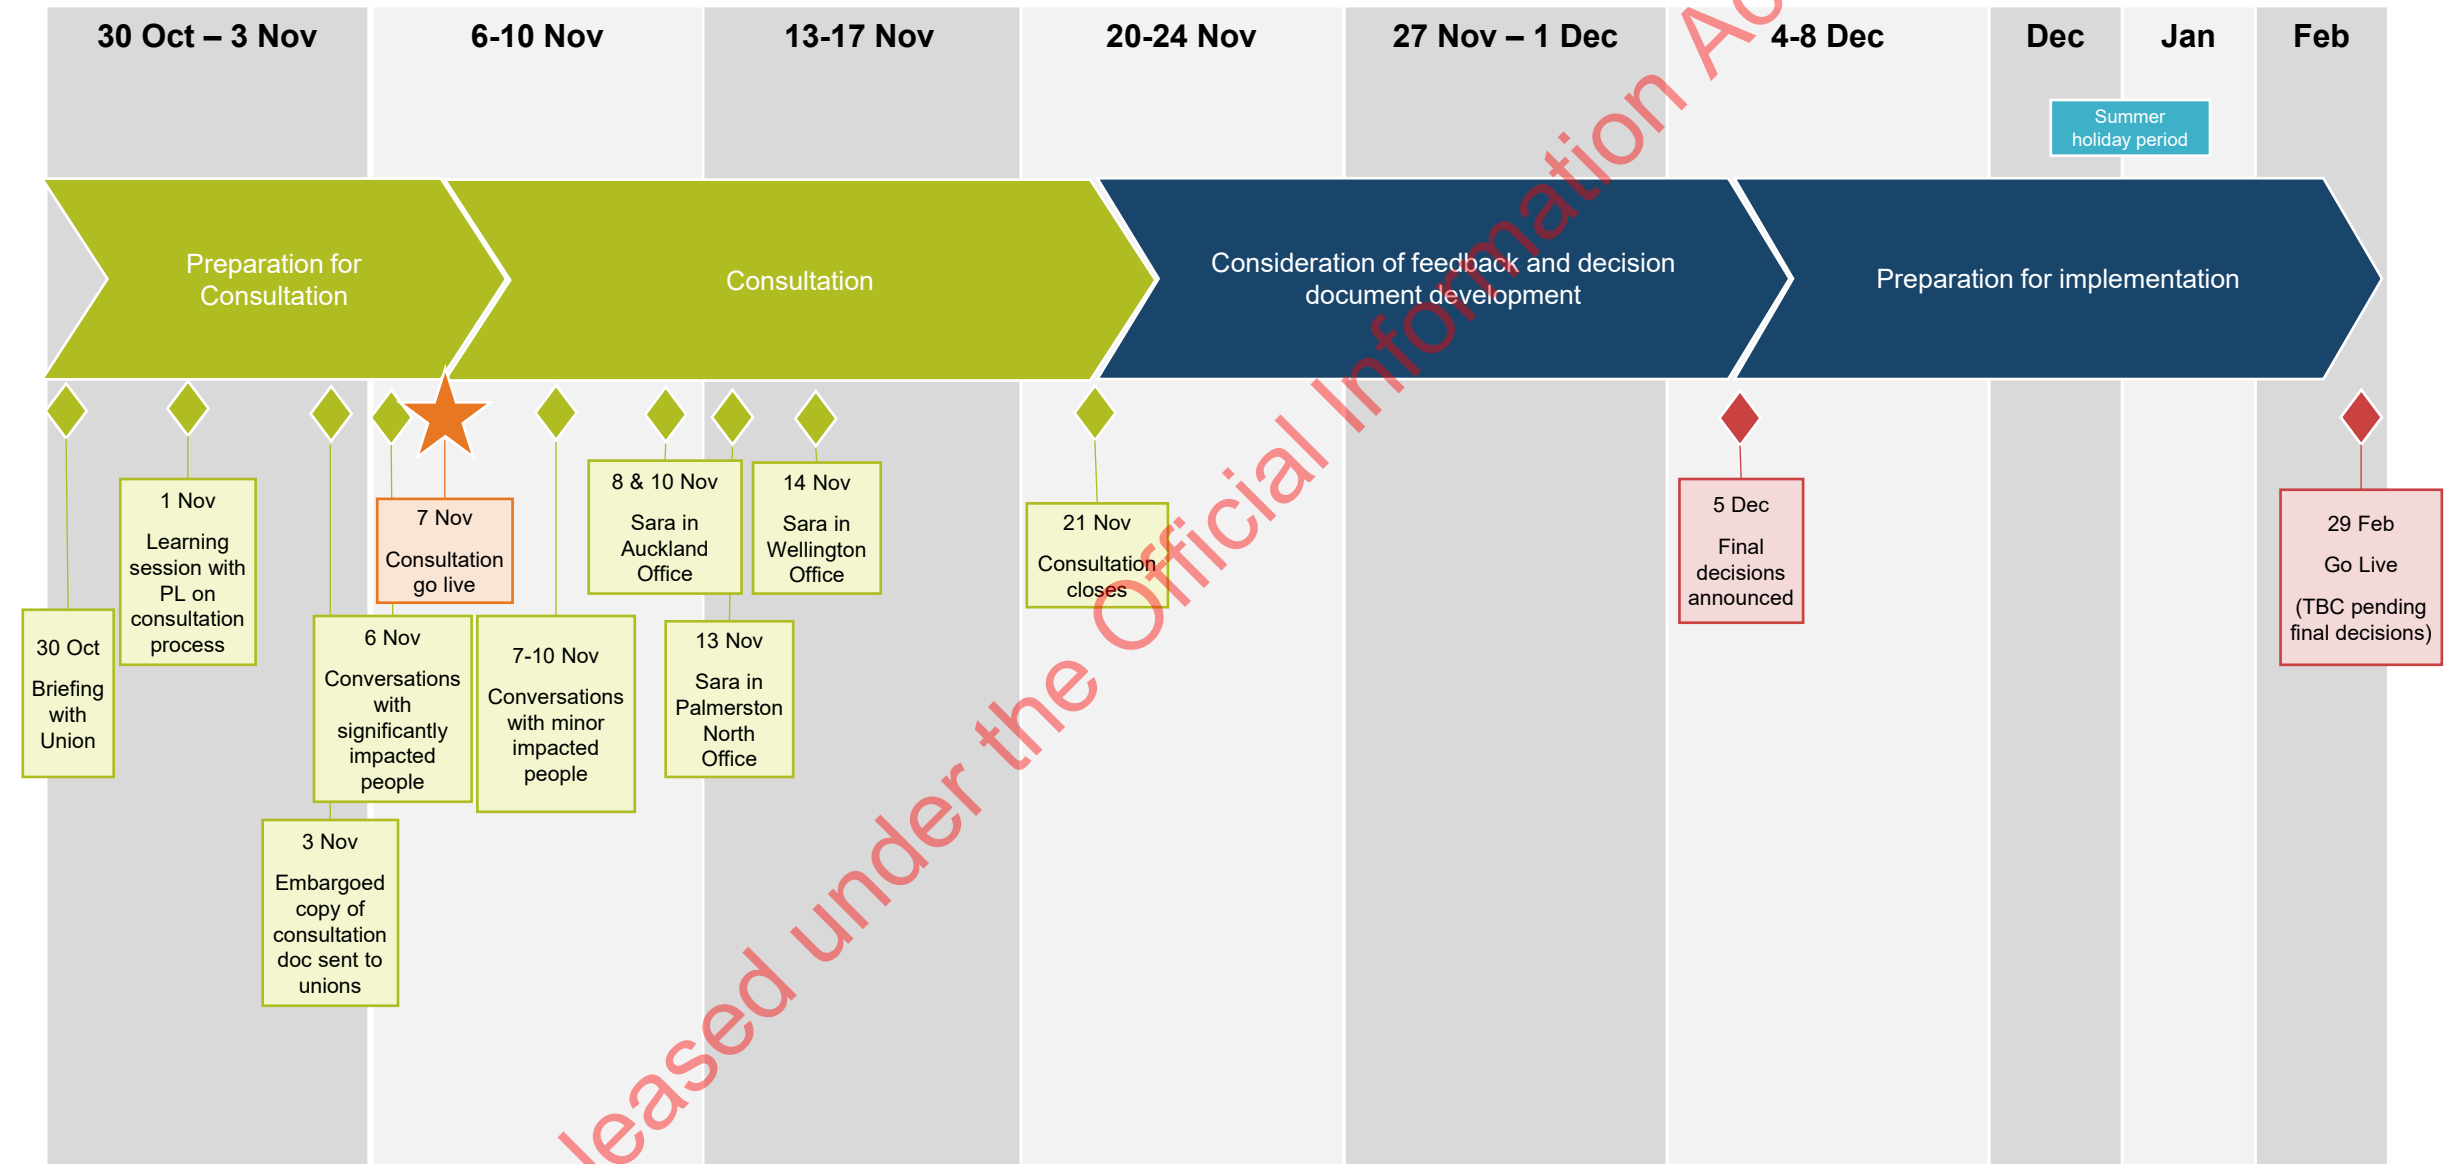 30 Oct – 3 Nov
6-10 Nov
13-17 Nov
20-24 Nov
27 Nov – 1 Dec
4-8 Dec
Dec
Jan
Feb
Summer
holiday period
Preparation for
Consultation
Consultation
Consideration of feedback and decision
document development
Preparation for implementation
30 Oct
Briefing
with
Union
1 Nov
Learning
session with
PL on
consultation
process
3 Nov
Embargoed
copy of
consultation
doc sent to
unions
6 Nov
Conversations
with
significantly
impacted
people
7 Nov
Consultation
go live
7-10 Nov
Conversations
with minor
impacted
people
8 & 10 Nov
Sara in
Auckland
Office
13 Nov
Sara in
Palmerston
North
Office
14 Nov
Sara in
Wellington
Office
21 Nov
Consultation
closes
5 Dec
Final
decisions
announced
29 Feb
Go Live
(TBC pending
final decisions)
leased under the Official Information Ac